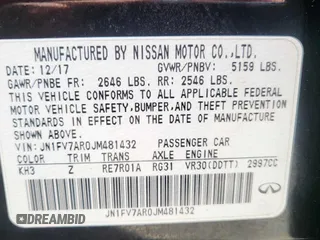 MANUFACTURED BY NISSAN MOTOR CO.,LTD.
DATE: 12/17 GVWR/PNBV: 5159 LBS.
GAWR/PNBE FR: 2646 LBS. RR: 2546 LBS.
THIS VEHICLE CONFORMS TO ALL APPLICABLE FEDERAL
MOTOR VEHICLE SAFETY,BUMPER,AND THEFT PREVENTION
STANDARDS IN EFFECT ON THE DATE OF MANUFACTURE
SHOWN ABOVE.
VIN: JN1FV7AR0JM481432 PASSENGER CAR
COLOR TRIM TRANS AXLE ENGINE
KH3 Z RE7R01A RG31 VR30(DDTT) 2997CC
JN1FV7AR0JM481432
INFINITI
DREAMBID